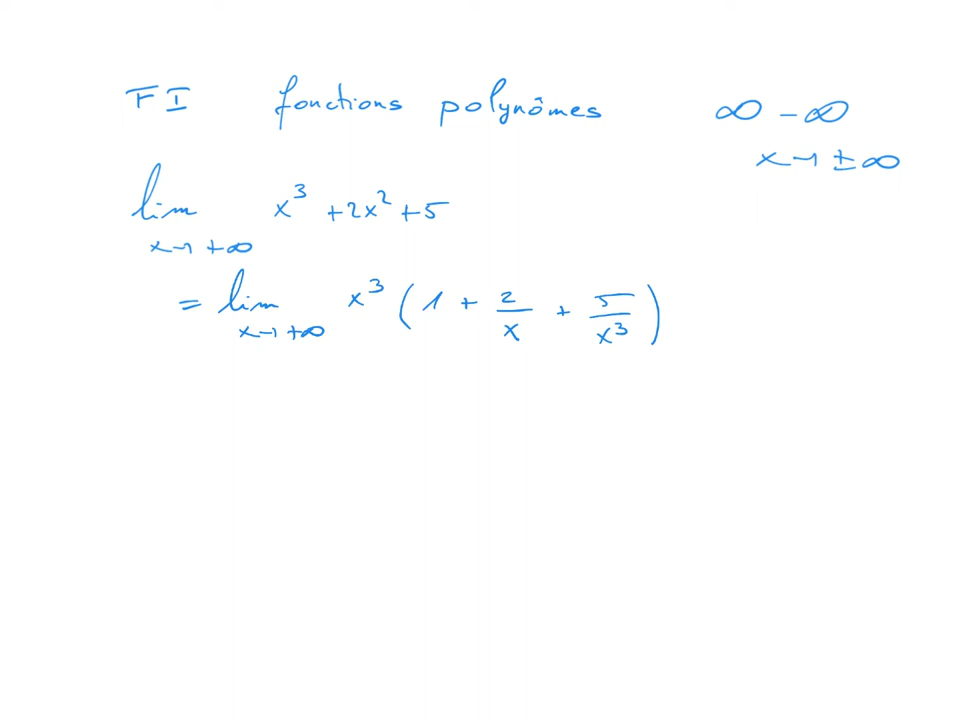 FI fonctions polynômes ∞ - ∞
x → ± ∞
lim x³ + 2x² + 5
x → +∞
= lim x³ ( 1 + 2/x + 5/x³ )
x → +∞